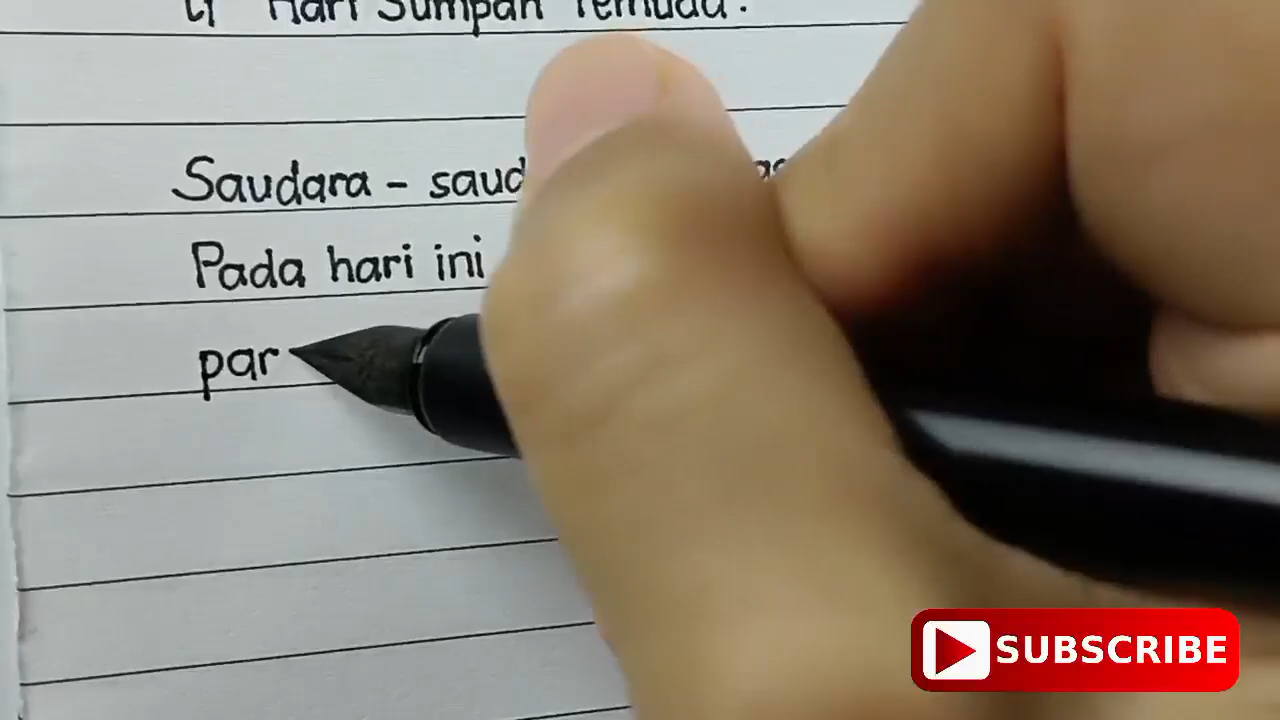 Hari Sumpah Pemuda.
Saudara - saud
Pada hari ini
par
SUBSCRIBE